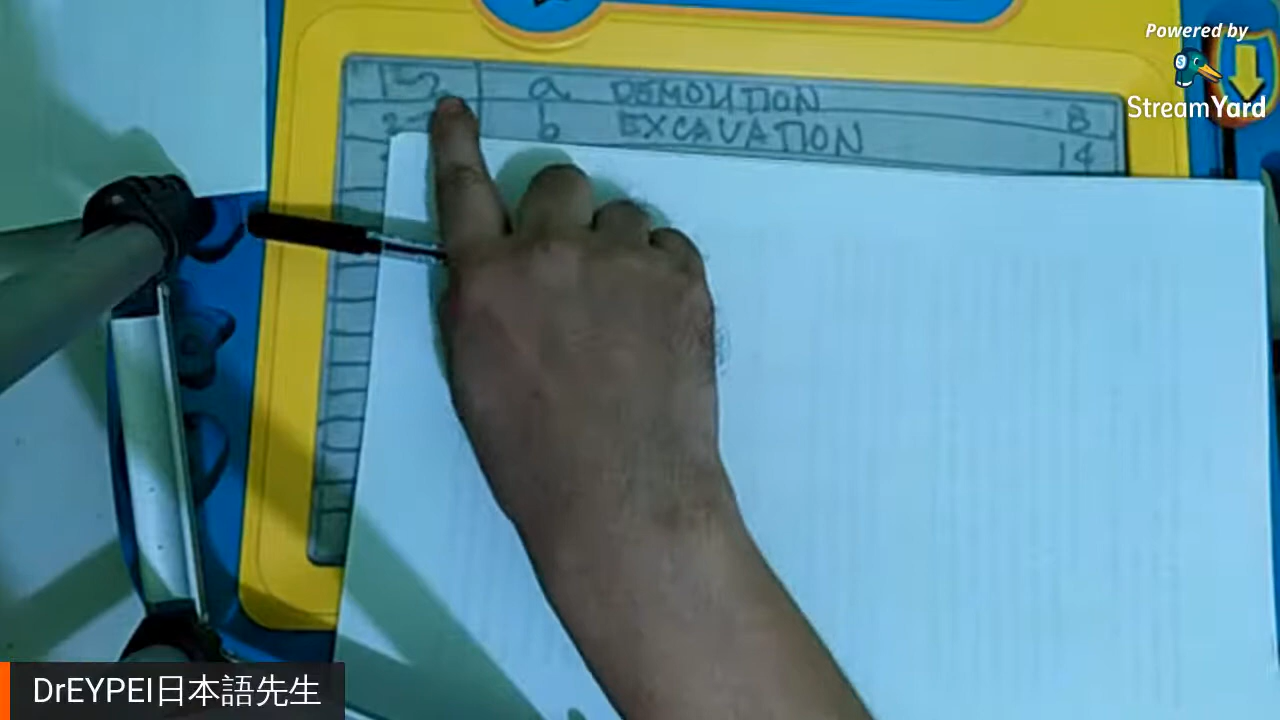 Powered by
StreamYard
a DEMOLITION 8
b EXCAVATION 14
DrEYPEI日本語先生